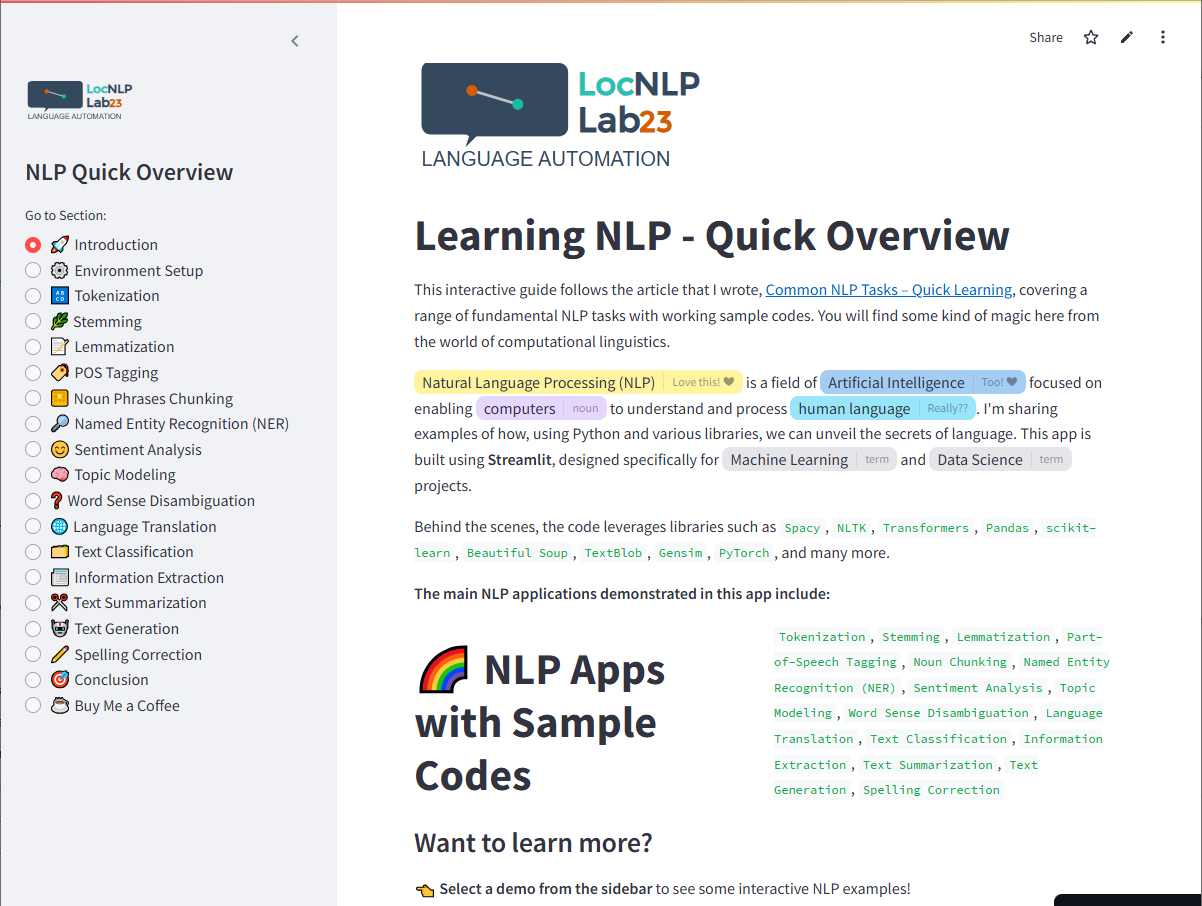 Share
LocNLP
Lab23
LANGUAGE AUTOMATION
NLP Quick Overview
Go to Section:
Introduction
Environment Setup
Tokenization
Stemming
Lemmatization
POS Tagging
Noun Phrases Chunking
Named Entity Recognition (NER)
Sentiment Analysis
Topic Modeling
Word Sense Disambiguation
Language Translation
Text Classification
Information Extraction
Text Summarization
Text Generation
Spelling Correction
Conclusion
Buy Me a Coffee
LocNLP
Lab23
LANGUAGE AUTOMATION
Learning NLP - Quick Overview
This interactive guide follows the article that I wrote, Common NLP Tasks – Quick Learning, covering a
range of fundamental NLP tasks with working sample codes. You will find some kind of magic here from
the world of computational linguistics.
Natural Language Processing (NLP) Love this! 🖤 is a field of Artificial Intelligence Too! 🖤 focused on
enabling computers noun to understand and process human language Really??. I'm sharing
examples of how, using Python and various libraries, we can unveil the secrets of language. This app is
built using Streamlit, designed specifically for Machine Learning term and Data Science term
projects.
Behind the scenes, the code leverages libraries such as Spacy, NLTK, Transformers, Pandas, scikit-
learn, Beautiful Soup, TextBlob, Gensim, PyTorch, and many more.
The main NLP applications demonstrated in this app include:
🌈 NLP Apps
with Sample
Codes
Tokenization, Stemming, Lemmatization, Part-
of-Speech Tagging, Noun Chunking, Named Entity
Recognition (NER), Sentiment Analysis, Topic
Modeling, Word Sense Disambiguation, Language
Translation, Text Classification, Information
Extraction, Text Summarization, Text
Generation, Spelling Correction
Want to learn more?
👈 Select a demo from the sidebar to see some interactive NLP examples!